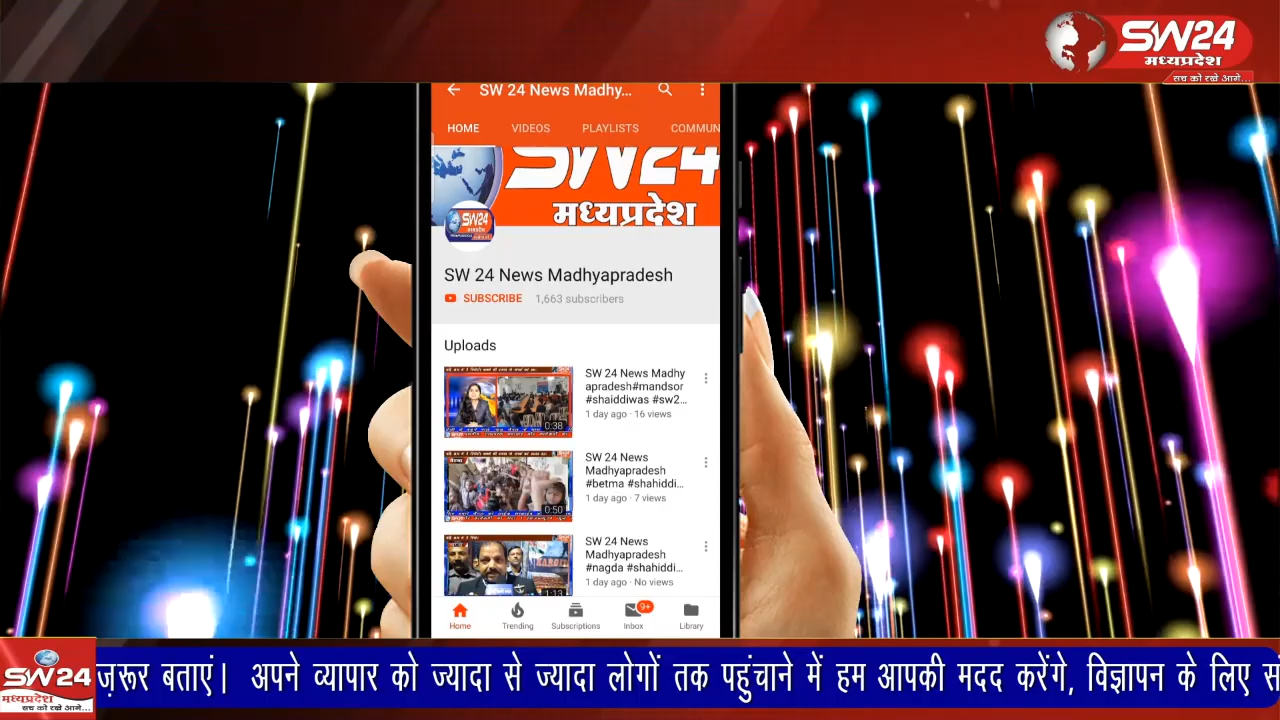 SW24
मध्यप्रदेश
सच को रखे आगे...
SW 24 News Madhy...
HOME VIDEOS PLAYLISTS COMMUN
SW24
मध्यप्रदेश
SW24
SW 24 News Madhyapradesh
SUBSCRIBE 1,663 subscribers
Uploads
SW 24 News Madhy
apradesh#mandsor
#shaiddiwas #sw2...
1 day ago · 16 views
0:38
SW 24 News
Madhyapradesh
#betma #shahiddi...
1 day ago · 7 views
0:50
SW 24 News
Madhyapradesh
#nagda #shahiddi...
1 day ago · No views
1:13
9+
Home Trending Subscriptions Inbox Library
SW24
मध्यप्रदेश
सच को रखे आगे...
ज़रूर बताएं। अपने व्यापार को ज्यादा से ज्यादा लोगों तक पहुंचाने में हम आपकी मदद करेंगे, विज्ञापन के लिए सं